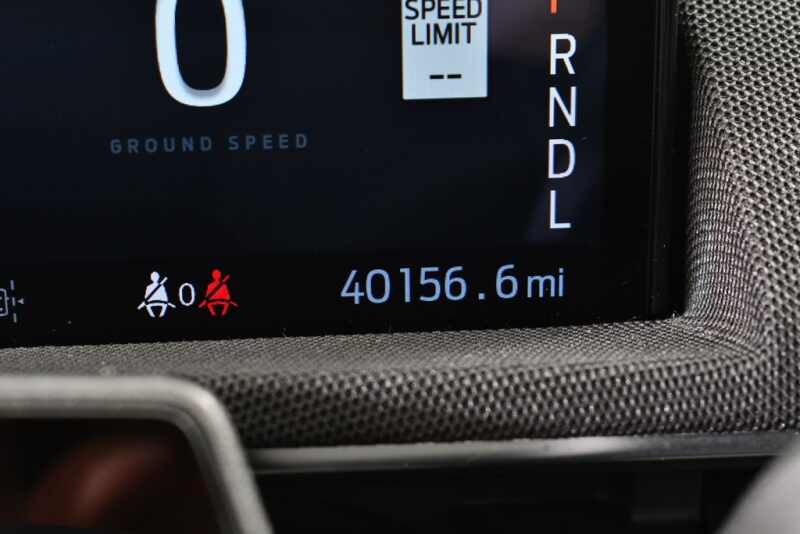 0
SPEED
LIMIT
--
GROUND SPEED
R
N
D
L
0
40156.6 mi